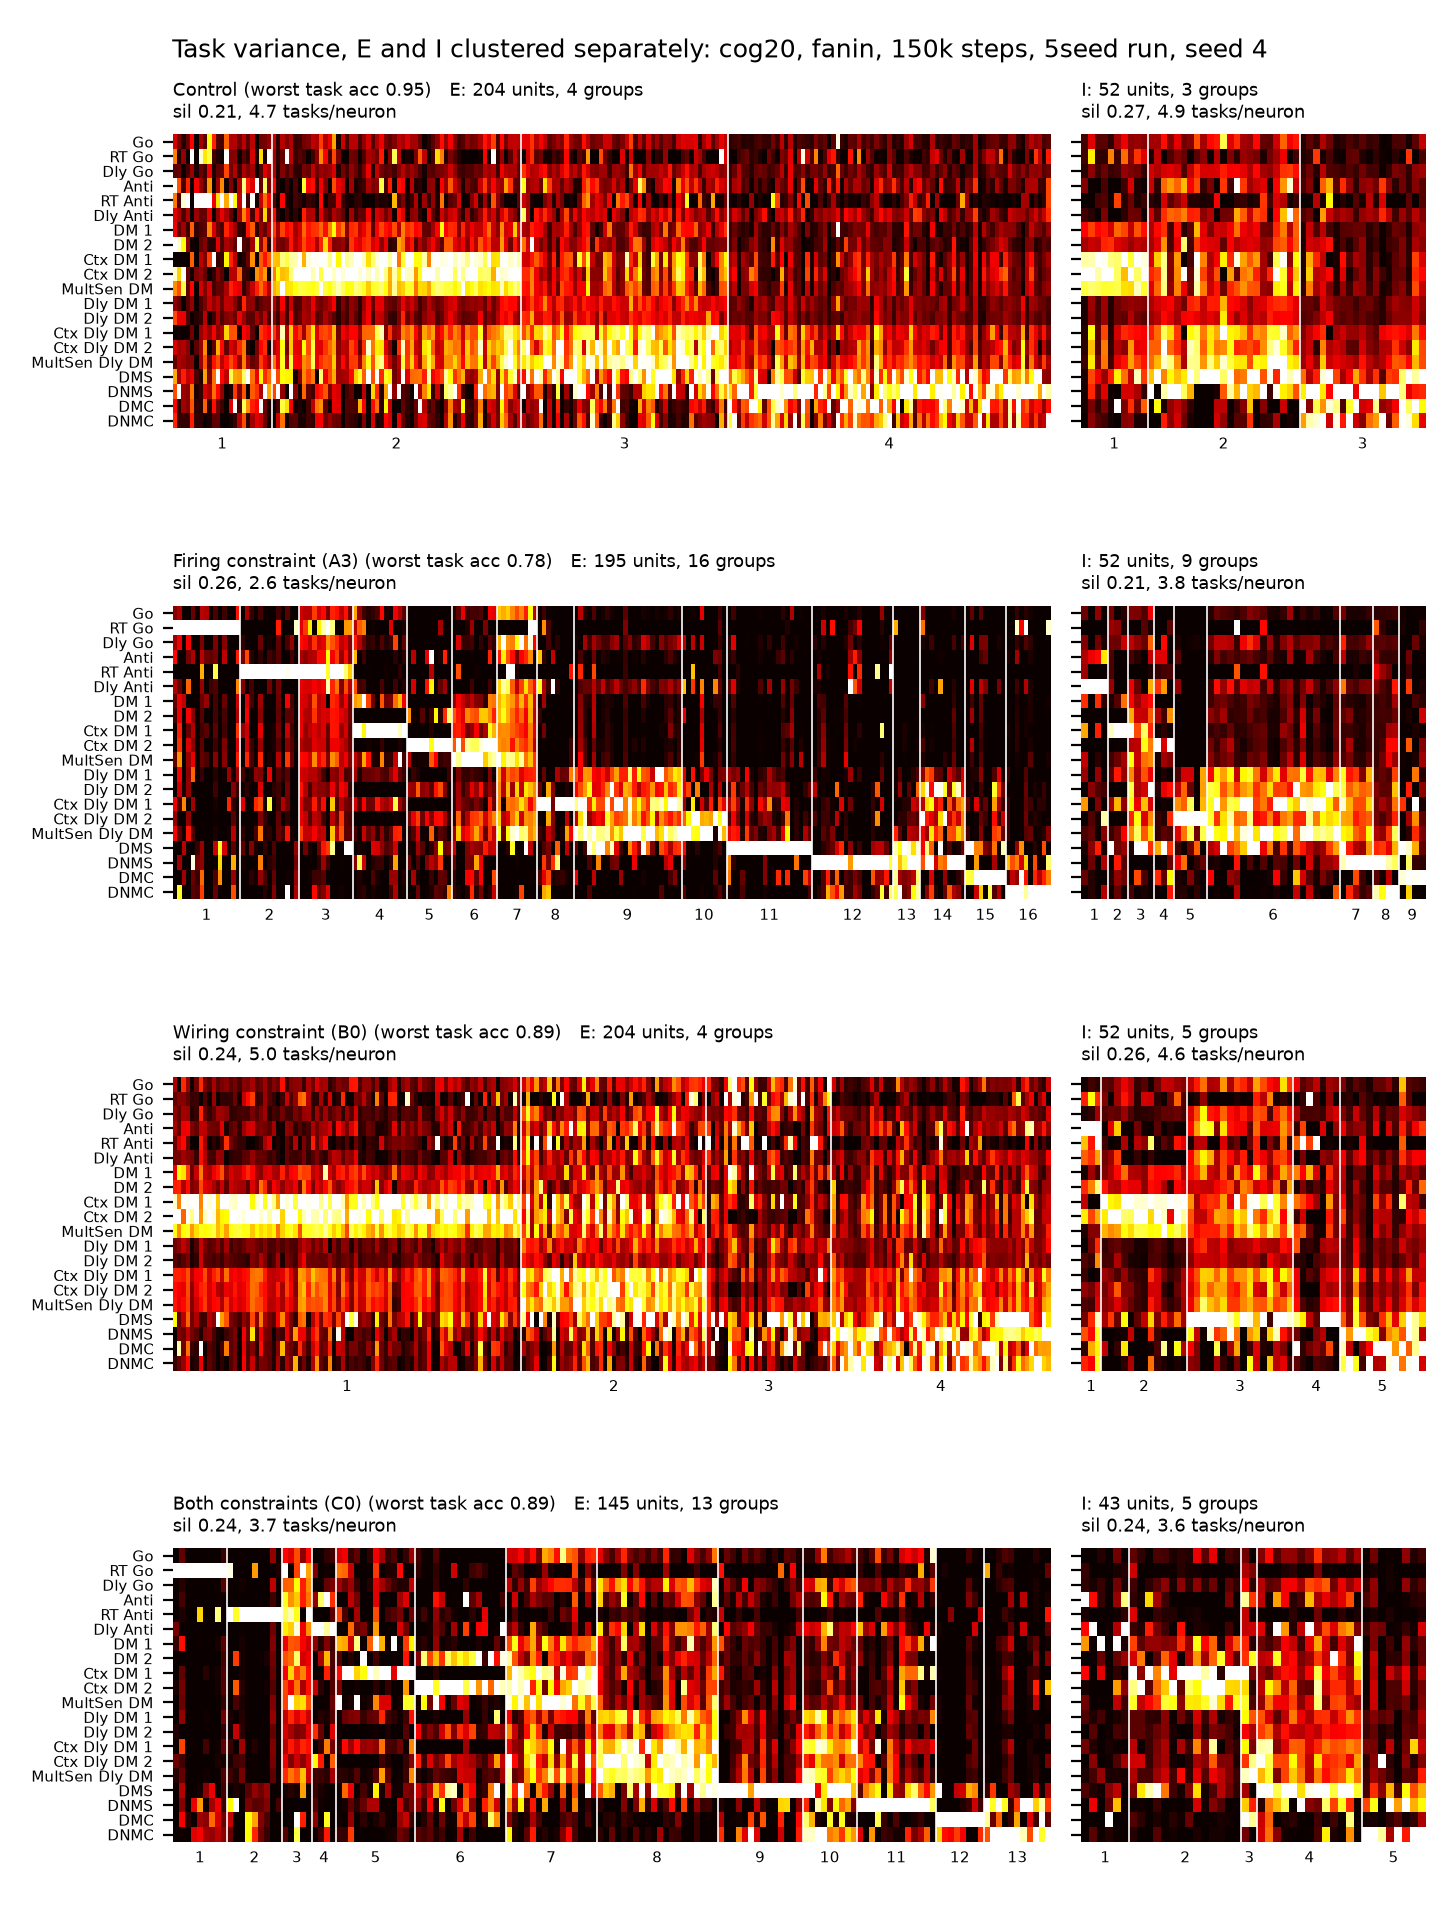 Task variance, E and I clustered separately: cog20, fanin, 150k steps, 5seed run, seed 4
Control (worst task acc 0.95)   E: 204 units, 4 groups
sil 0.21, 4.7 tasks/neuron
I: 52 units, 3 groups
sil 0.27, 4.9 tasks/neuron
Go
RT Go
Dly Go
Anti
RT Anti
Dly Anti
DM 1
DM 2
Ctx DM 1
Ctx DM 2
MultSen DM
Dly DM 1
Dly DM 2
Ctx Dly DM 1
Ctx Dly DM 2
MultSen Dly DM
DMS
DNMS
DMC
DNMC
1 2 3 4
1 2 3
Firing constraint (A3) (worst task acc 0.78)   E: 195 units, 16 groups
sil 0.26, 2.6 tasks/neuron
I: 52 units, 9 groups
sil 0.21, 3.8 tasks/neuron
Go
RT Go
Dly Go
Anti
RT Anti
Dly Anti
DM 1
DM 2
Ctx DM 1
Ctx DM 2
MultSen DM
Dly DM 1
Dly DM 2
Ctx Dly DM 1
Ctx Dly DM 2
MultSen Dly DM
DMS
DNMS
DMC
DNMC
1 2 3 4 5 6 7 8 9 10 11 12 13 14 15 16
1 2 3 4 5 6 7 8 9
Wiring constraint (B0) (worst task acc 0.89)   E: 204 units, 4 groups
sil 0.24, 5.0 tasks/neuron
I: 52 units, 5 groups
sil 0.26, 4.6 tasks/neuron
Go
RT Go
Dly Go
Anti
RT Anti
Dly Anti
DM 1
DM 2
Ctx DM 1
Ctx DM 2
MultSen DM
Dly DM 1
Dly DM 2
Ctx Dly DM 1
Ctx Dly DM 2
MultSen Dly DM
DMS
DNMS
DMC
DNMC
1 2 3 4
1 2 3 4 5
Both constraints (C0) (worst task acc 0.89)   E: 145 units, 13 groups
sil 0.24, 3.7 tasks/neuron
I: 43 units, 5 groups
sil 0.24, 3.6 tasks/neuron
Go
RT Go
Dly Go
Anti
RT Anti
Dly Anti
DM 1
DM 2
Ctx DM 1
Ctx DM 2
MultSen DM
Dly DM 1
Dly DM 2
Ctx Dly DM 1
Ctx Dly DM 2
MultSen Dly DM
DMS
DNMS
DMC
DNMC
1 2 3 4 5 6 7 8 9 10 11 12 13
1 2 3 4 5